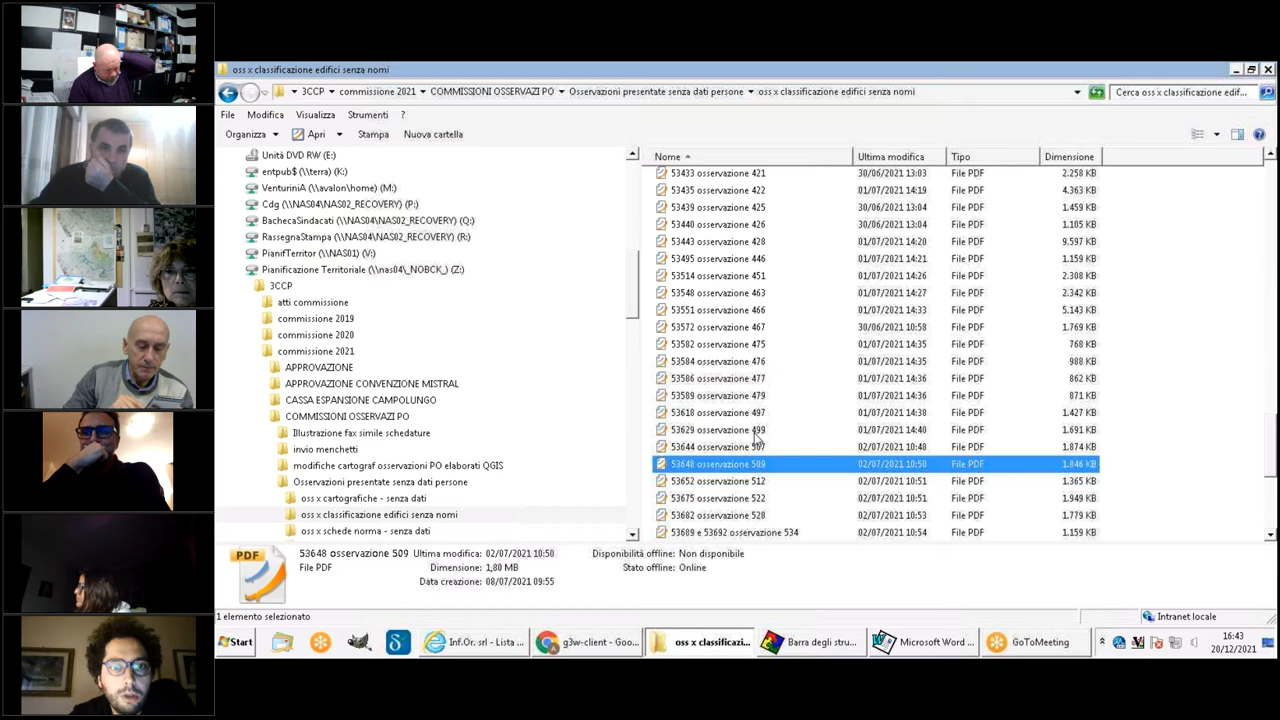 oss x classificazione edifici senza nomi
3CCP ▸ commissione 2021 ▸ COMMISSIONI OSSERVAZI PO ▸ Osservazioni presentate senza dati persone ▸ oss x classificazione edifici senza nomi
Cerca oss x classificazione edif...
File Modifica Visualizza Strumenti ?
Organizza Apri Stampa Nuova cartella
Unità DVD RW (E:)
entpub$ (\\terra) (K:)
VenturiniA (\\avalon\home) (M:)
Cdg (\\NAS04\NAS02_RECOVERY) (P:)
BachecaSindacati (\\NAS04\NAS02_RECOVERY) (Q:)
RassegnaStampa (\\NAS04\NAS02_RECOVERY) (R:)
PianifTerritor (\\NAS01) (V:)
Pianificazione Territoriale (\\nas04\_NOBCK_) (Z:)
3CCP
atti commissione
commissione 2019
commissione 2020
commissione 2021
APPROVAZIONE
APPROVAZIONE CONVENZIONE MISTRAL
CASSA ESPANSIONE CAMPOLUNGO
COMMISSIONI OSSERVAZI PO
Illustrazione fax simile schedature
invio menchetti
modifiche cartograf osservazioni PO elaborati QGIS
Osservazioni presentate senza dati persone
oss x cartografiche - senza dati
oss x classificazione edifici senza nomi
oss x schede norma - senza dati
Nome Ultima modifica Tipo Dimensione
53433 osservazione 421 30/06/2021 13:03 File PDF 2.258 KB
53435 osservazione 422 01/07/2021 14:19 File PDF 4.363 KB
53439 osservazione 425 30/06/2021 13:04 File PDF 1.459 KB
53440 osservazione 426 30/06/2021 13:04 File PDF 1.105 KB
53443 osservazione 428 01/07/2021 14:20 File PDF 9.597 KB
53495 osservazione 446 01/07/2021 14:21 File PDF 1.159 KB
53514 osservazione 451 01/07/2021 14:26 File PDF 2.308 KB
53548 osservazione 463 01/07/2021 14:27 File PDF 2.342 KB
53551 osservazione 466 01/07/2021 14:33 File PDF 5.143 KB
53572 osservazione 467 30/06/2021 10:58 File PDF 1.769 KB
53582 osservazione 475 01/07/2021 14:35 File PDF 768 KB
53584 osservazione 476 01/07/2021 14:35 File PDF 988 KB
53586 osservazione 477 01/07/2021 14:36 File PDF 862 KB
53589 osservazione 479 01/07/2021 14:36 File PDF 871 KB
53618 osservazione 497 01/07/2021 14:38 File PDF 1.427 KB
53629 osservazione 499 01/07/2021 14:40 File PDF 1.691 KB
53644 osservazione 507 02/07/2021 10:48 File PDF 1.874 KB
53648 osservazione 509 02/07/2021 10:50 File PDF 1.846 KB
53652 osservazione 512 02/07/2021 10:51 File PDF 1.365 KB
53675 osservazione 522 02/07/2021 10:51 File PDF 1.949 KB
53682 osservazione 528 02/07/2021 10:53 File PDF 1.779 KB
53689 e 53692 osservazione 534 02/07/2021 10:54 File PDF 1.159 KB
PDF
53648 osservazione 509 Ultima modifica: 02/07/2021 10:50 Disponibilità offline: Non disponibile
File PDF Dimensione: 1,80 MB Stato offline: Online
Data creazione: 08/07/2021 09:55
1 elemento selezionato Intranet locale
Start Inf.Or. srl - Lista ... g3w-client - Goo... oss x classificazi... Barra degli stru... Microsoft Word ... GoToMeeting 16:43
20/12/2021